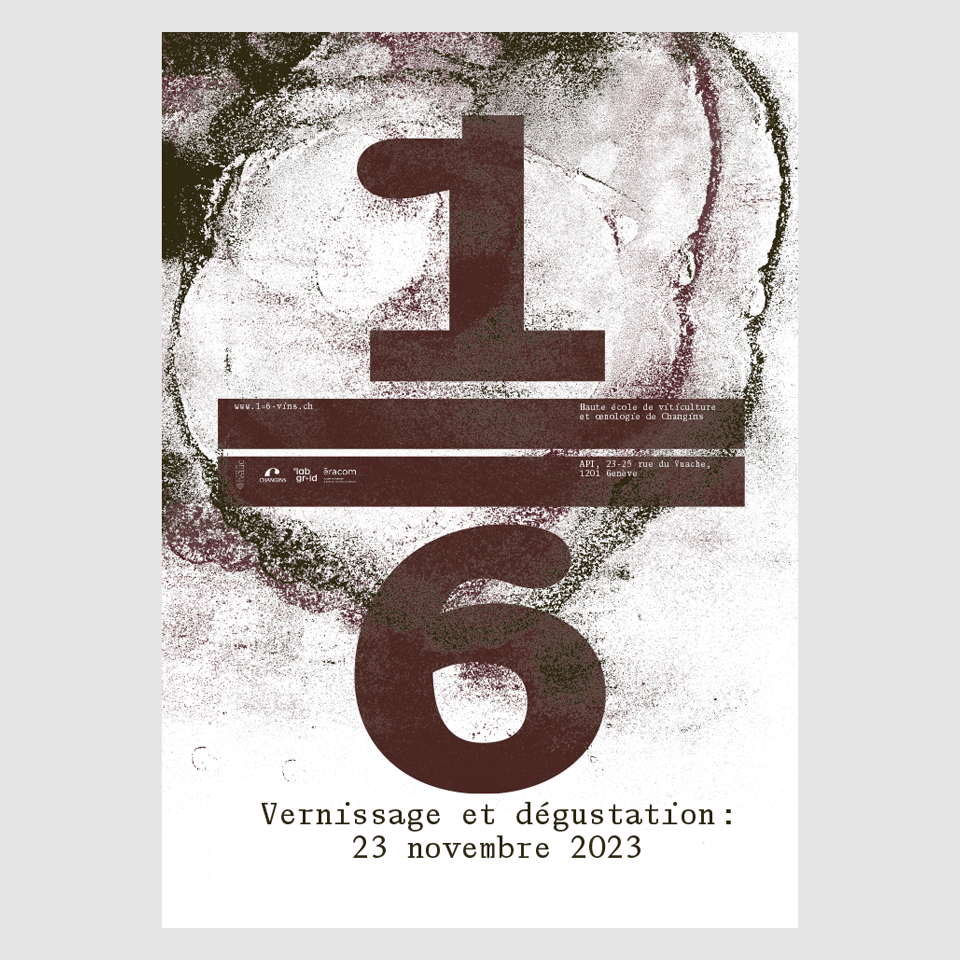 1
www.1=6-vins.ch
Haute école de viticulture
et œnologie de Changins
CHANGINS
lab
gr-id
éracom
23-25 rue du Vuache,
1201 Genève
6
Vernissage et dégustation:
23 novembre 2023